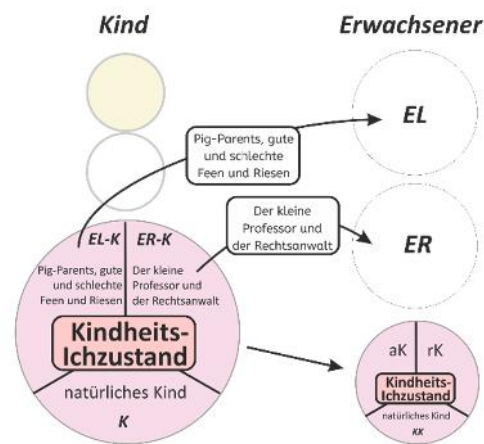 Kind
Erwachsener
EL
Pig-Parents, gute
und schlechte
Feen und Riesen
Der kleine
Professor und
der Rechtsanwalt
ER
EL-K
ER-K
Pig-Parents, gute
und schlechte
Feen und Riesen
Der kleine
Professor und
der Rechtsanwalt
Kindheits-
Ichzustand
natürliches Kind
K
aK
rK
Kindheits-
Ichzustand
natürliches Kind
KK